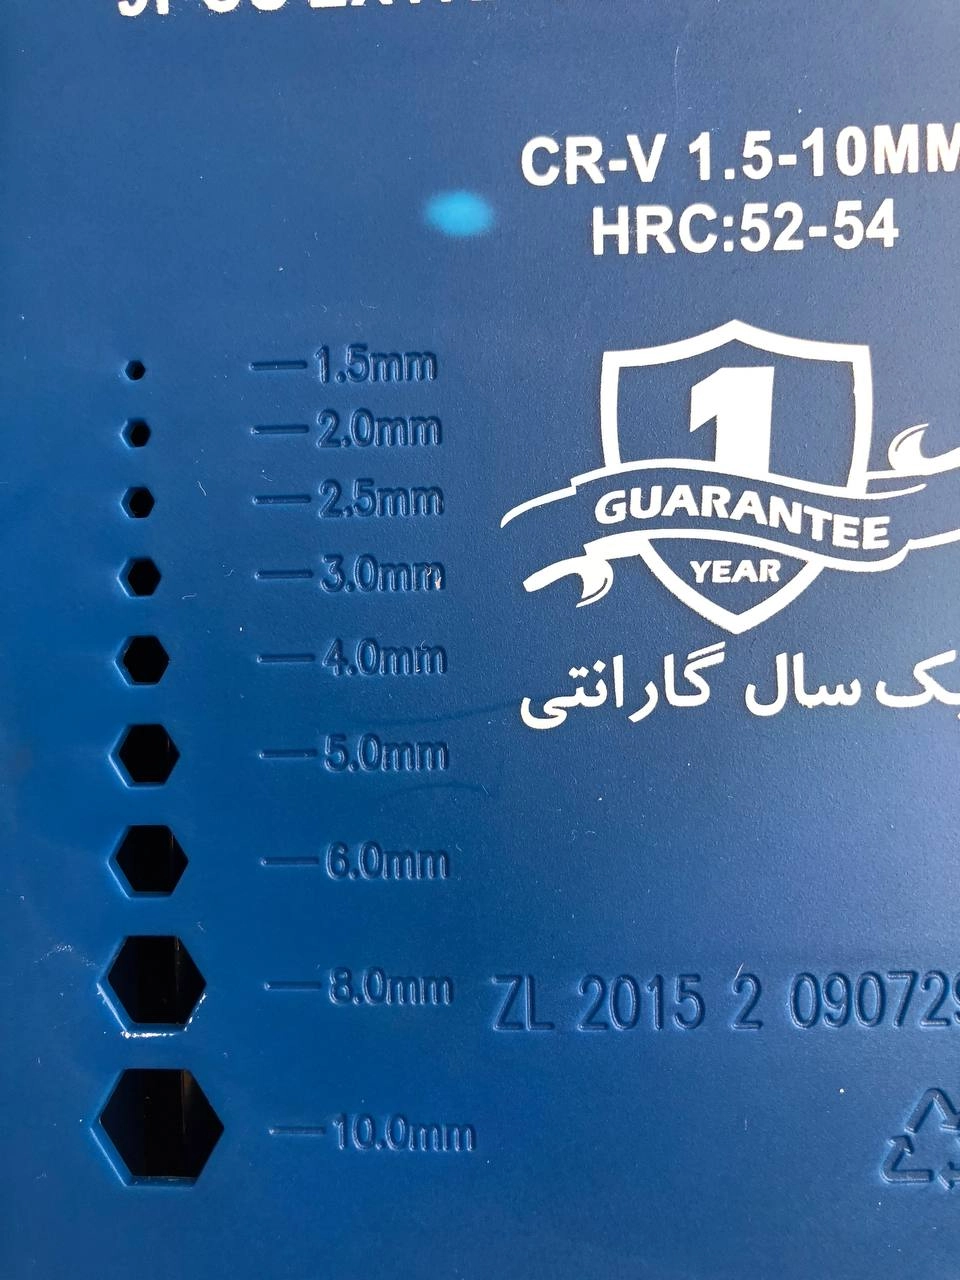 CR-V 1.5-10MM
HRC:52-54
1.5mm
2.0mm
2.5mm
3.0mm
4.0mm
5.0mm
6.0mm
8.0mm
10.0mm
1
GUARANTEE
YEAR
سال گارانتی
ZL 2015 2